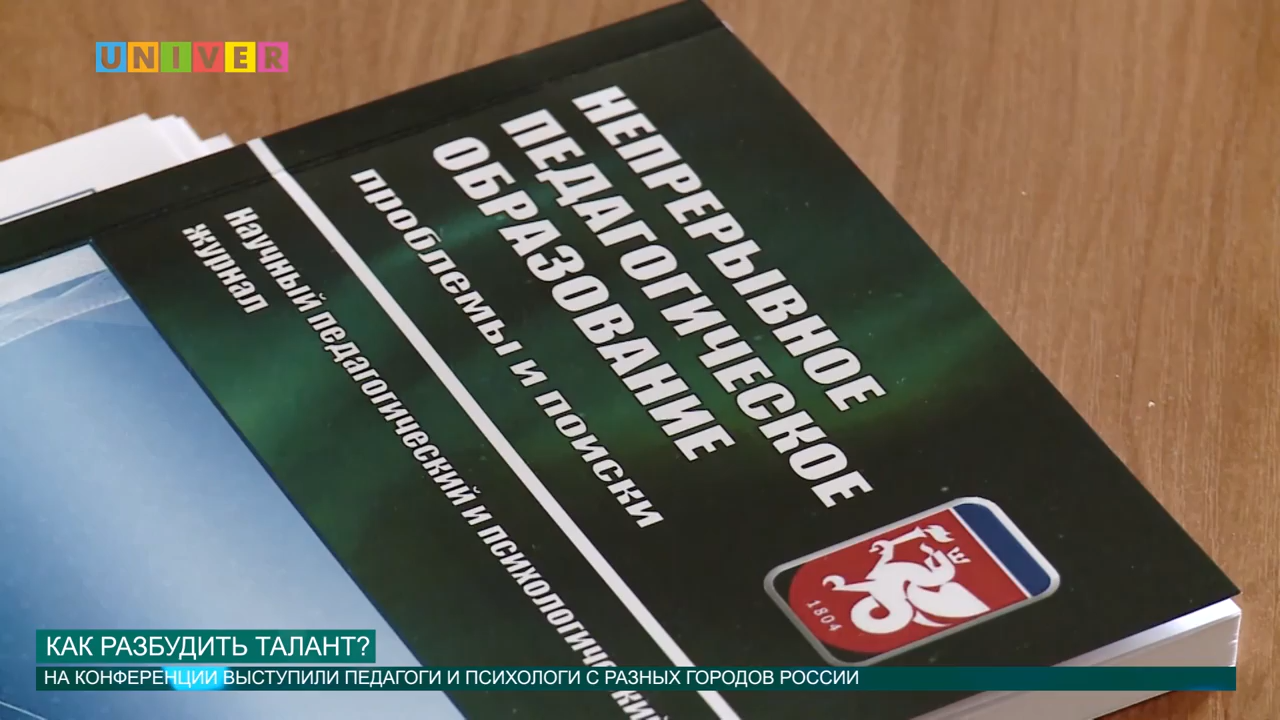 UNIVER
НЕПРЕРЫВНОЕ
ПЕДАГОГИЧЕСКОЕ
ОБРАЗОВАНИЕ
проблемы и поиски
Научный педагогический и психологический
журнал
1804
КАК РАЗБУДИТЬ ТАЛАНТ?
НА КОНФЕРЕНЦИИ ВЫСТУПИЛИ ПЕДАГОГИ И ПСИХОЛОГИ С РАЗНЫХ ГОРОДОВ РОССИИ